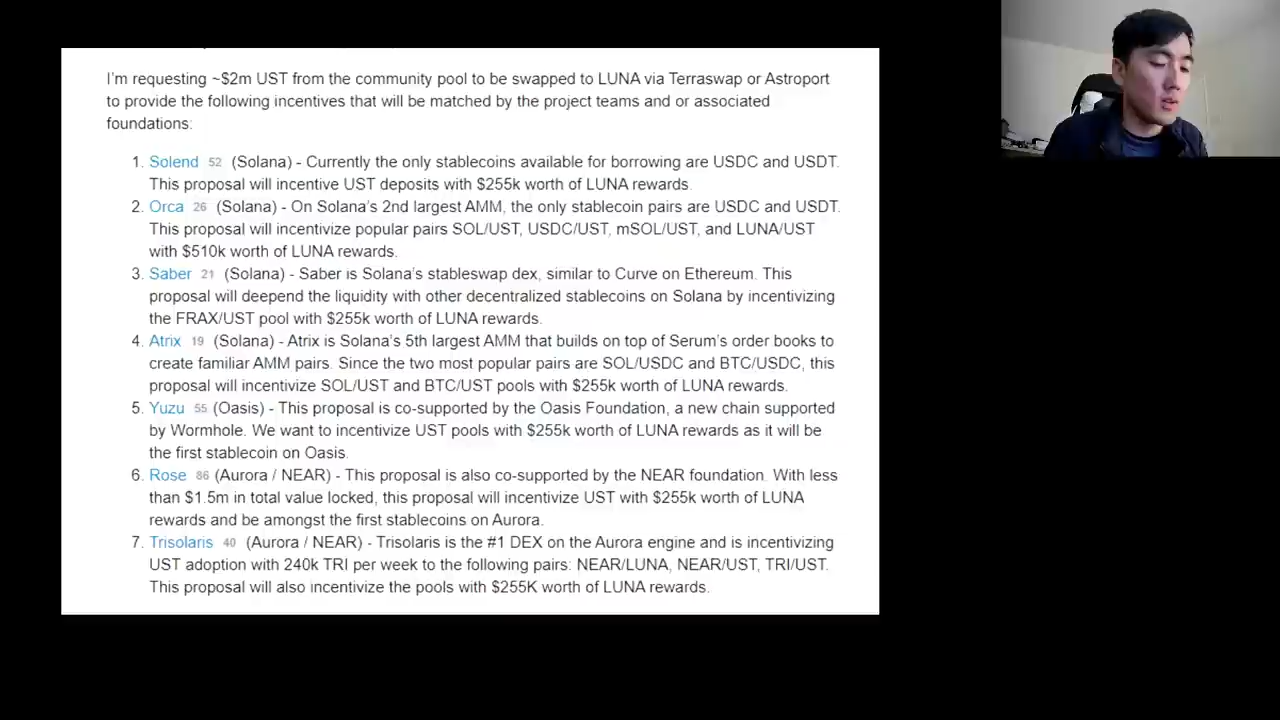 I'm requesting ~$2m UST from the community pool to be swapped to LUNA via Terraswap or Astroport
to provide the following incentives that will be matched by the project teams and or associated
foundations:
1. Solend 52 (Solana) - Currently the only stablecoins available for borrowing are USDC and USDT.
This proposal will incentive UST deposits with $255k worth of LUNA rewards.
2. Orca 26 (Solana) - On Solana's 2nd largest AMM, the only stablecoin pairs are USDC and USDT.
This proposal will incentivize popular pairs SOL/UST, USDC/UST, mSOL/UST, and LUNA/UST
with $510k worth of LUNA rewards.
3. Saber 21 (Solana) - Saber is Solana's stableswap dex, similar to Curve on Ethereum. This
proposal will deepend the liquidity with other decentralized stablecoins on Solana by incentivizing
the FRAX/UST pool with $255k worth of LUNA rewards.
4. Atrix 19 (Solana) - Atrix is Solana's 5th largest AMM that builds on top of Serum's order books to
create familiar AMM pairs. Since the two most popular pairs are SOL/USDC and BTC/USDC, this
proposal will incentivize SOL/UST and BTC/UST pools with $255k worth of LUNA rewards.
5. Yuzu 55 (Oasis) - This proposal is co-supported by the Oasis Foundation, a new chain supported
by Wormhole. We want to incentivize UST pools with $255k worth of LUNA rewards as it will be
the first stablecoin on Oasis.
6. Rose 86 (Aurora / NEAR) - This proposal is also co-supported by the NEAR foundation. With less
than $1.5m in total value locked, this proposal will incentivize UST with $255k worth of LUNA
rewards and be amongst the first stablecoins on Aurora.
7. Trisolaris 40 (Aurora / NEAR) - Trisolaris is the #1 DEX on the Aurora engine and is incentivizing
UST adoption with 240k TRI per week to the following pairs: NEAR/LUNA, NEAR/UST, TRI/UST.
This proposal will also incentivize the pools with $255K worth of LUNA rewards.